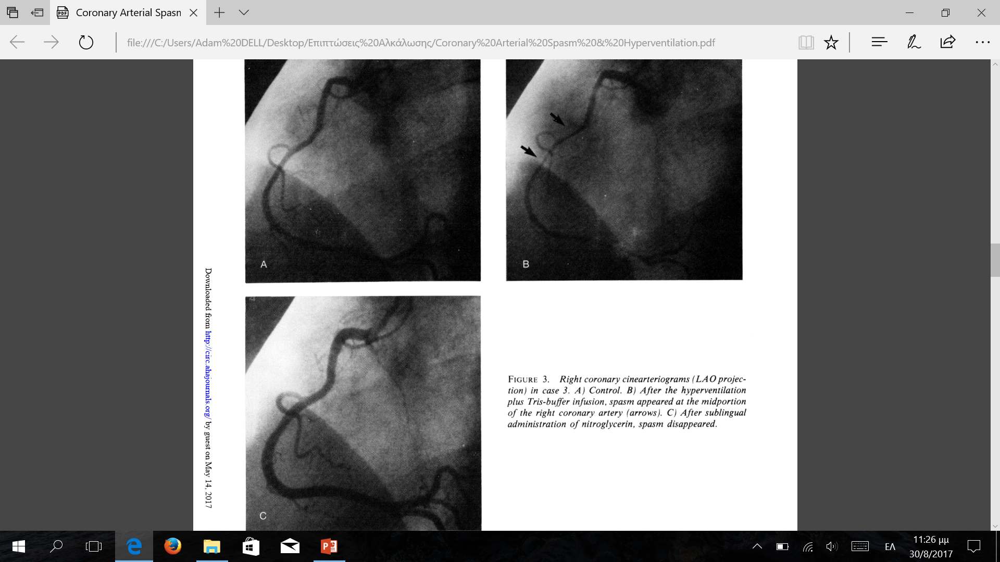 Coronary Arterial Spasn
file:///C:/Users/Adam%20DELL/Desktop/Επιπτώσεις%20Αλκάλωσης/Coronary%20Arterial%20Spasm%20&%20Hyperventilation.pdf
A
B
C
Downloaded from http://circ.ahajournals.org/ by guest on May 14, 2017
FIGURE 3. Right coronary cinearteriograms (LAO projec-
tion) in case 3. A) Control. B) After the hyperventilation
plus Tris-buffer infusion, spasm appeared at the midportion
of the right coronary artery (arrows). C) After sublingual
administration of nitroglycerin, spasm disappeared.
ΕΛ
11:26 μμ
30/8/2017